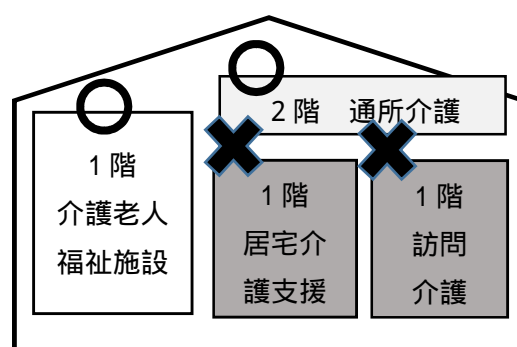 2階 通所介護
1階
介護老人
福祉施設
1階
居宅介
護支援
1階
訪問
介護